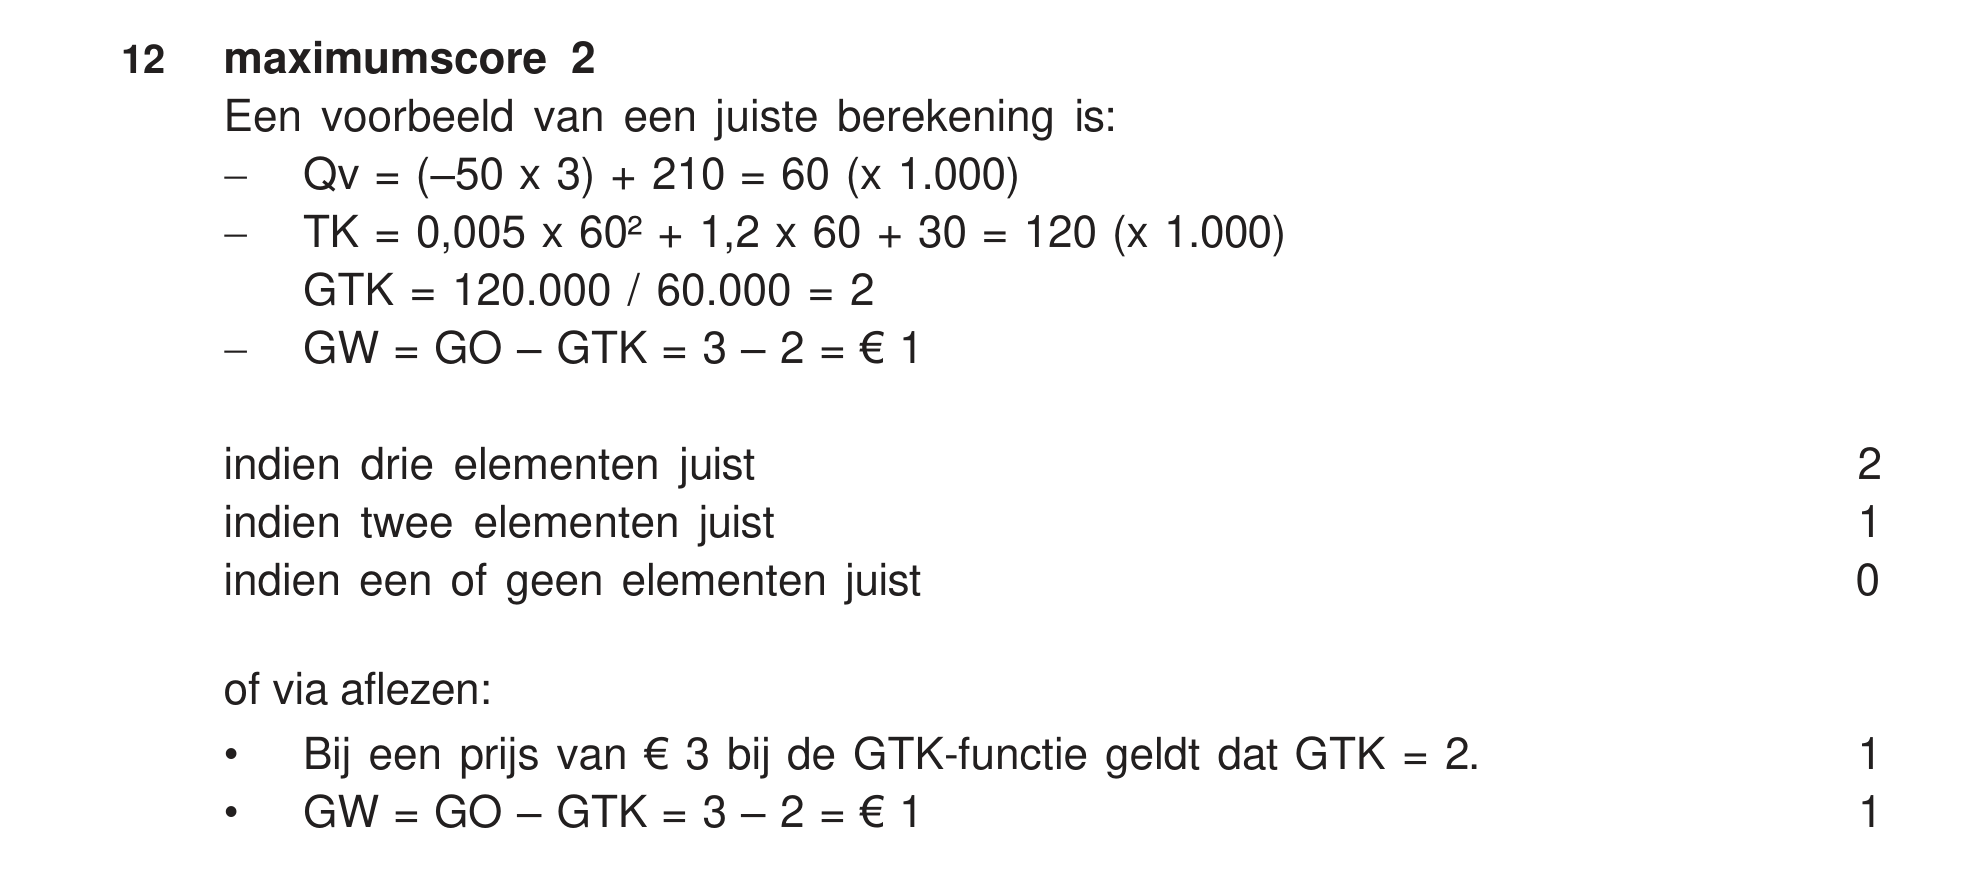 12 maximumscore 2
Een voorbeeld van een juiste berekening is:
– Qv = (–50 x 3) + 210 = 60 (x 1.000)
– TK = 0,005 x 60² + 1,2 x 60 + 30 = 120 (x 1.000)
GTK = 120.000 / 60.000 = 2
– GW = GO – GTK = 3 – 2 = € 1
indien drie elementen juist 2
indien twee elementen juist 1
indien een of geen elementen juist 0
of via aflezen:
• Bij een prijs van € 3 bij de GTK-functie geldt dat GTK = 2. 1
• GW = GO – GTK = 3 – 2 = € 1 1